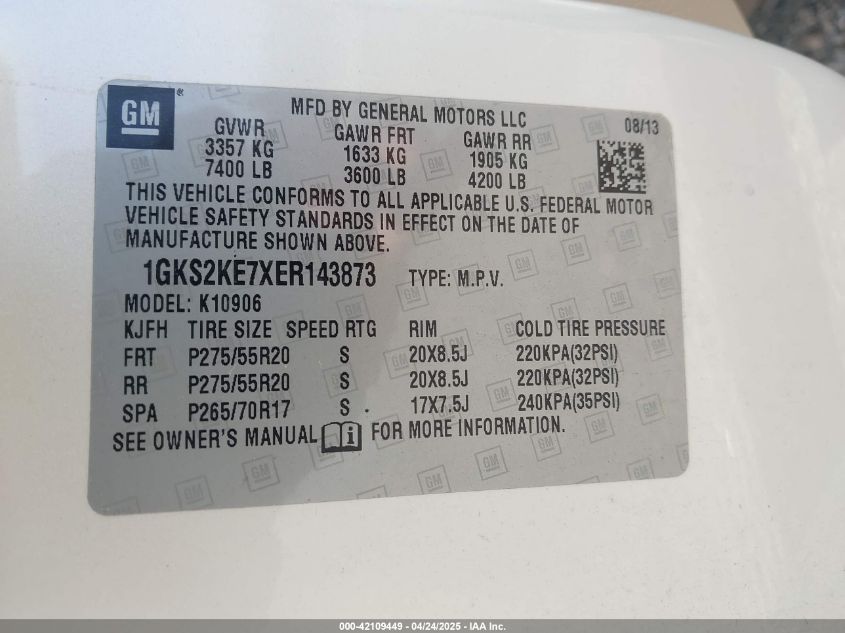 GM ®
MFD BY GENERAL MOTORS LLC
08/13
GVWR GAWR FRT GAWR RR
3357 KG 1633 KG 1905 KG
7400 LB 3600 LB 4200 LB
THIS VEHICLE CONFORMS TO ALL APPLICABLE U.S. FEDERAL MOTOR
VEHICLE SAFETY STANDARDS IN EFFECT ON THE DATE OF
MANUFACTURE SHOWN ABOVE.
1GKS2KE7XER143873 TYPE: M.P.V.
MODEL: K10906
KJFH TIRE SIZE SPEED RTG RIM COLD TIRE PRESSURE
FRT P275/55R20 S 20X8.5J 220KPA(32PSI)
RR P275/55R20 S 20X8.5J 220KPA(32PSI)
SPA P265/70R17 S 17X7.5J 240KPA(35PSI)
SEE OWNER'S MANUAL i FOR MORE INFORMATION.
000-42109449 - 04/24/2025 - IAA Inc.